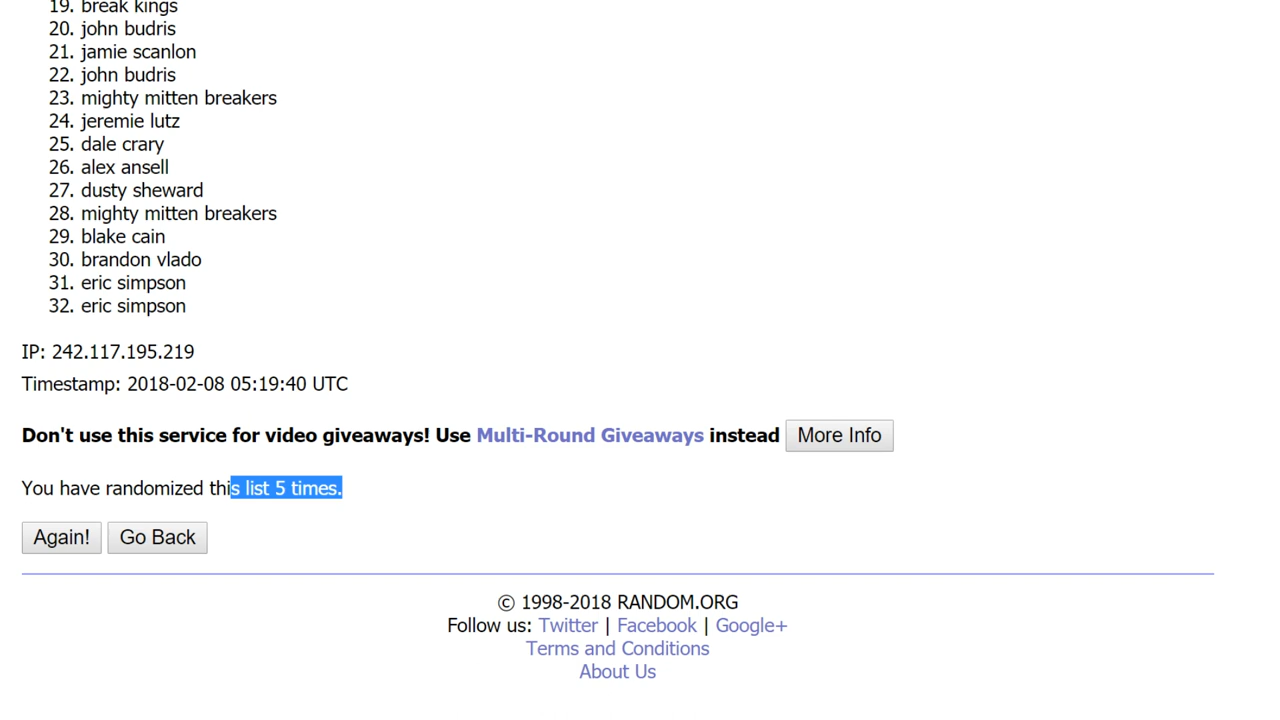 19. break kings
20. john budris
21. jamie scanlon
22. john budris
23. mighty mitten breakers
24. jeremie lutz
25. dale crary
26. alex ansell
27. dusty sheward
28. mighty mitten breakers
29. blake cain
30. brandon vlado
31. eric simpson
32. eric simpson
IP: 242.117.195.219
Timestamp: 2018-02-08 05:19:40 UTC
Don't use this service for video giveaways! Use Multi-Round Giveaways instead More Info
You have randomized this list 5 times.
Again! Go Back
© 1998-2018 RANDOM.ORG
Follow us: Twitter | Facebook | Google+
Terms and Conditions
About Us